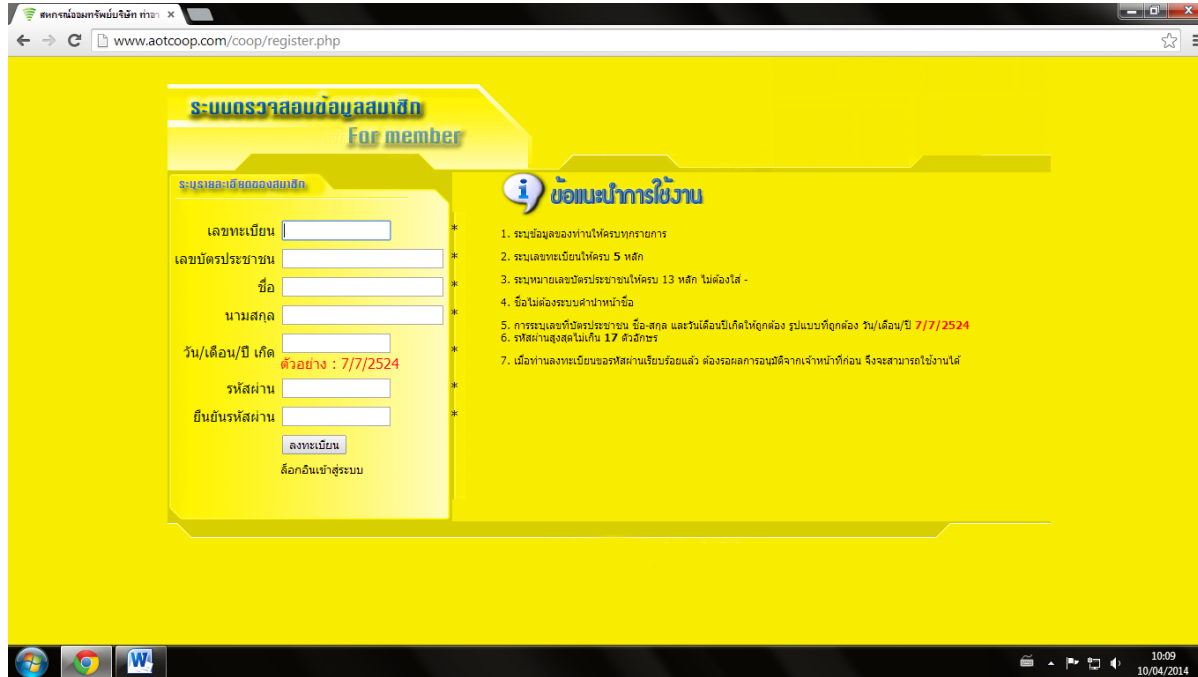 สหกรณ์ออมทรัพย์บริษัท ท่าอา
www.aotcoop.com/coop/register.php
ระบบตรวจสอบข้อมูลสมาชิก
For member
ระบุรายละเอียดของสมาชิก
เลขทะเบียน *
เลขบัตรประชาชน *
ชื่อ *
นามสกุล *
วัน/เดือน/ปี เกิด *
ตัวอย่าง : 7/7/2524
รหัสผ่าน *
ยืนยันรหัสผ่าน *
ลงทะเบียน
ล็อกอินเข้าสู่ระบบ
i ข้อแนะนำการใช้งาน
1. ระบุข้อมูลของท่านให้ครบทุกรายการ
2. ระบุเลขทะเบียนให้ครบ 5 หลัก
3. ระบุหมายเลขบัตรประชาชนให้ครบ 13 หลัก ไม่ต้องใส่ -
4. ชื่อไม่ต้องระบบคำนำหน้าชื่อ
5. การระบุเลขที่บัตรประชาชน ชื่อ-สกุล และวันเดือนปีเกิดให้ถูกต้อง รูปแบบที่ถูกต้อง วัน/เดือน/ปี 7/7/2524
6. รหัสผ่านสูงสุดไม่เกิน 17 ตัวอักษร
7. เมื่อท่านลงทะเบียนขอรหัสผ่านเรียบร้อยแล้ว ต้องรอผลการอนุมัติจากเจ้าหน้าที่ก่อน จึงจะสามารถใช้งานได้
W
10:09
10/04/2014